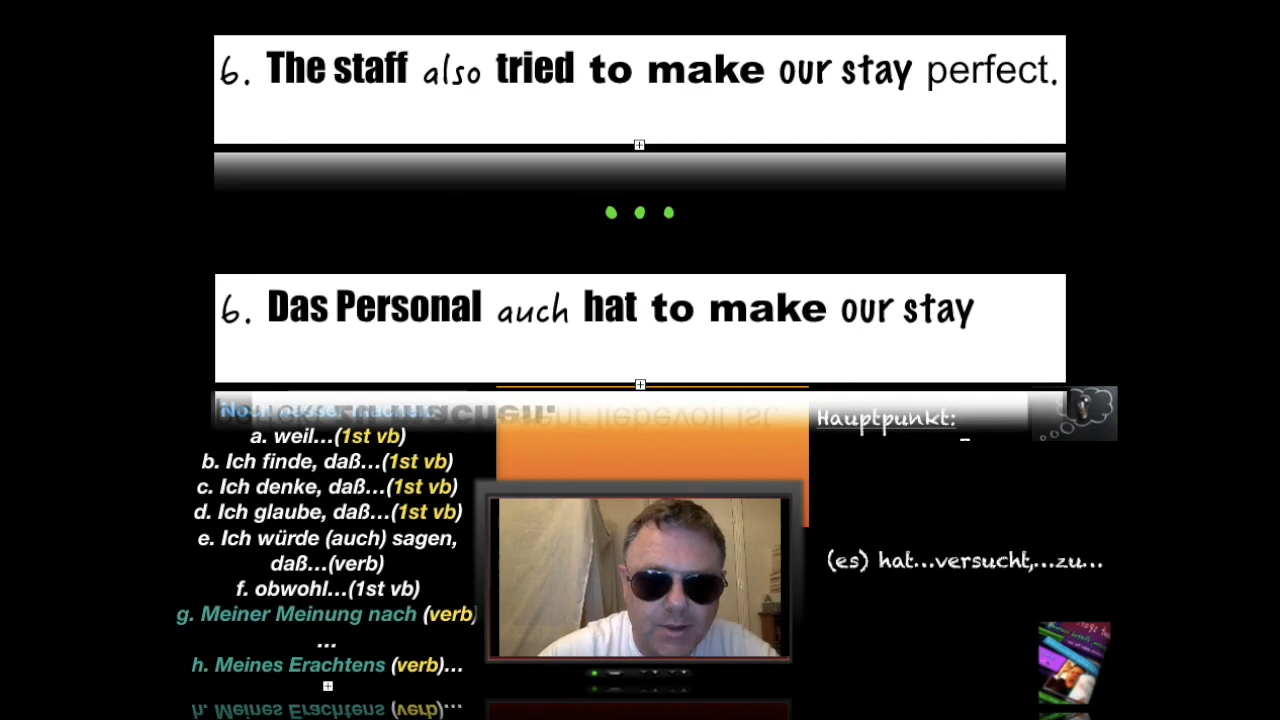 6. The staff also tried to make our stay perfect.
6. Das Personal auch hat to make our stay
Hauptpunkt:
a. weil...(1st vb)
b. Ich finde, daß...(1st vb)
c. Ich denke, daß...(1st vb)
d. Ich glaube, daß...(1st vb)
e. Ich würde (auch) sagen,
daß...(verb)
f. obwohl...(1st vb)
g. Meiner Meinung nach (verb)
...
h. Meines Erachtens (verb)...
(es) hat...versucht,...zu...